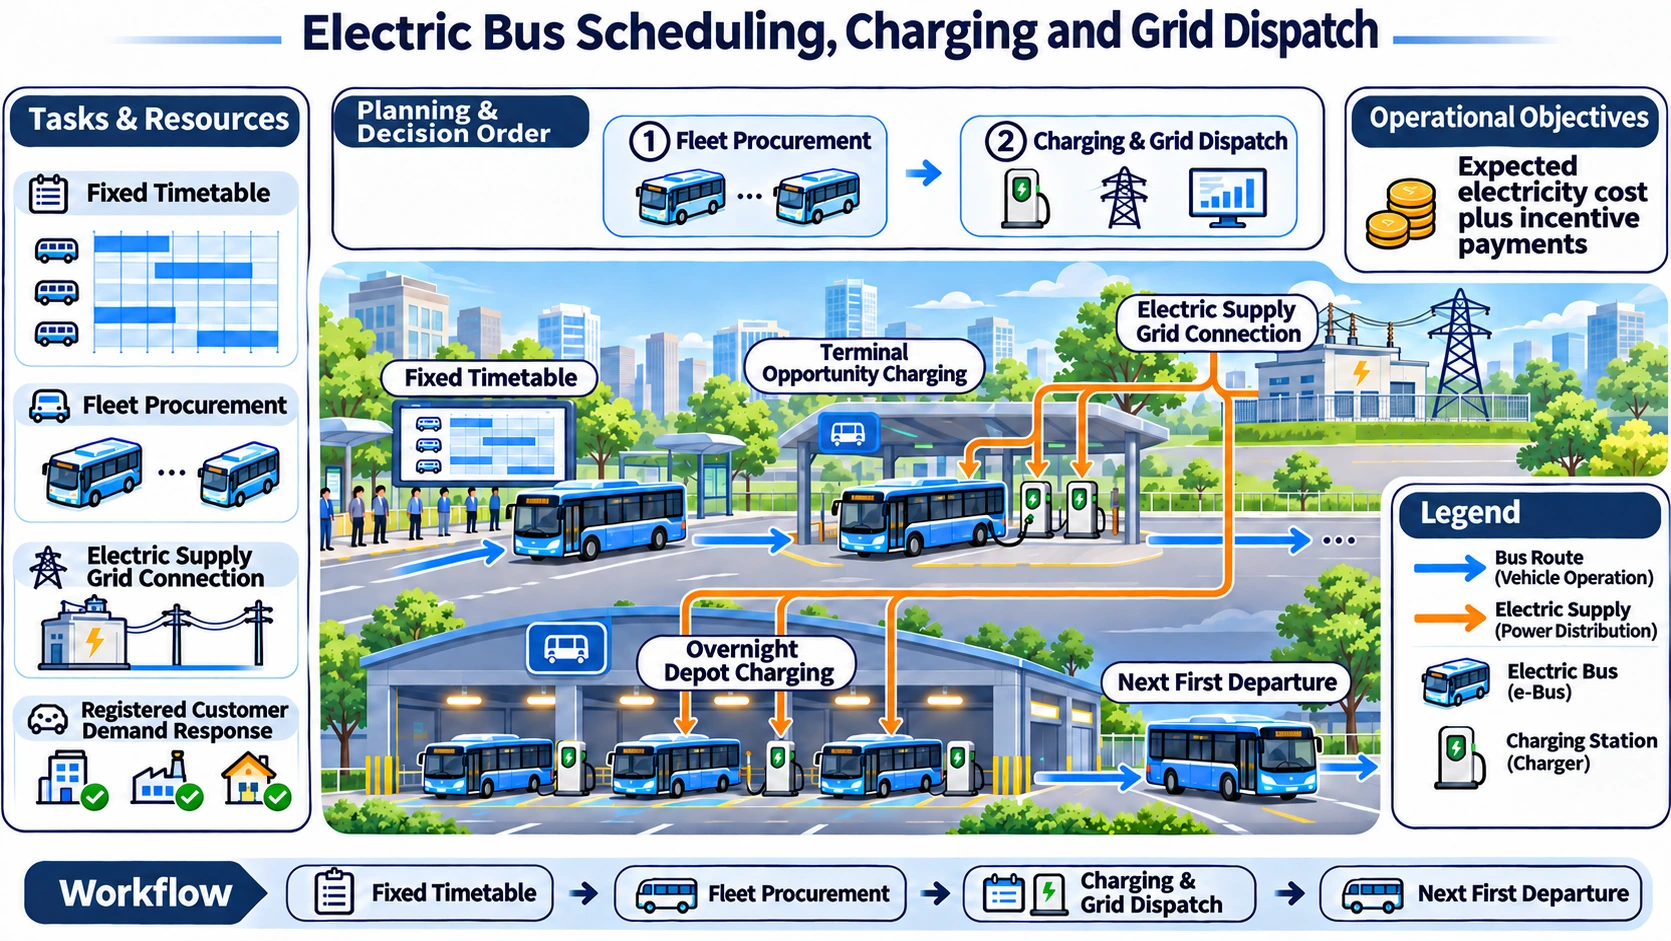 Electric Bus Scheduling, Charging and Grid Dispatch
Tasks & Resources
Fixed Timetable
Fleet Procurement
...
Electric Supply
Grid Connection
Registered Customer
Demand Response
Planning &
Decision Order
1 Fleet Procurement
...
2 Charging & Grid Dispatch
Operational Objectives
Expected
electricity cost
plus incentive
payments
Fixed Timetable
Terminal
Opportunity Charging
Electric Supply
Grid Connection
...
Overnight
Depot Charging
Next First Departure
Legend
Bus Route
(Vehicle Operation)
Electric Supply
(Power Distribution)
Electric Bus
(e-Bus)
Charging Station
(Charger)
Workflow
Fixed Timetable
Fleet Procurement
Charging &
Grid Dispatch
Next First Departure